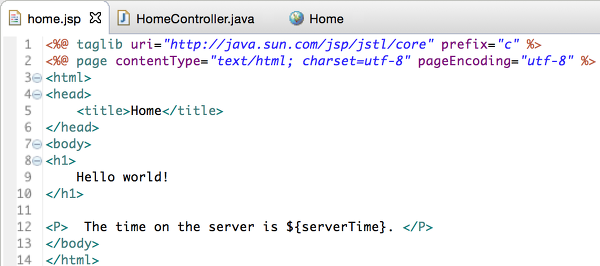 home.jsp HomeController.java Home
1 <%@ taglib uri="http://java.sun.com/jsp/jstl/core" prefix="c" %>
2 <%@ page contentType="text/html; charset=utf-8" pageEncoding="utf-8" %>
3 <html>
4 <head>
5     <title>Home</title>
6 </head>
7 <body>
8 <h1>
9     Hello world!
10 </h1>
11
12 <P>  The time on the server is ${serverTime}. </P>
13 </body>
14 </html>